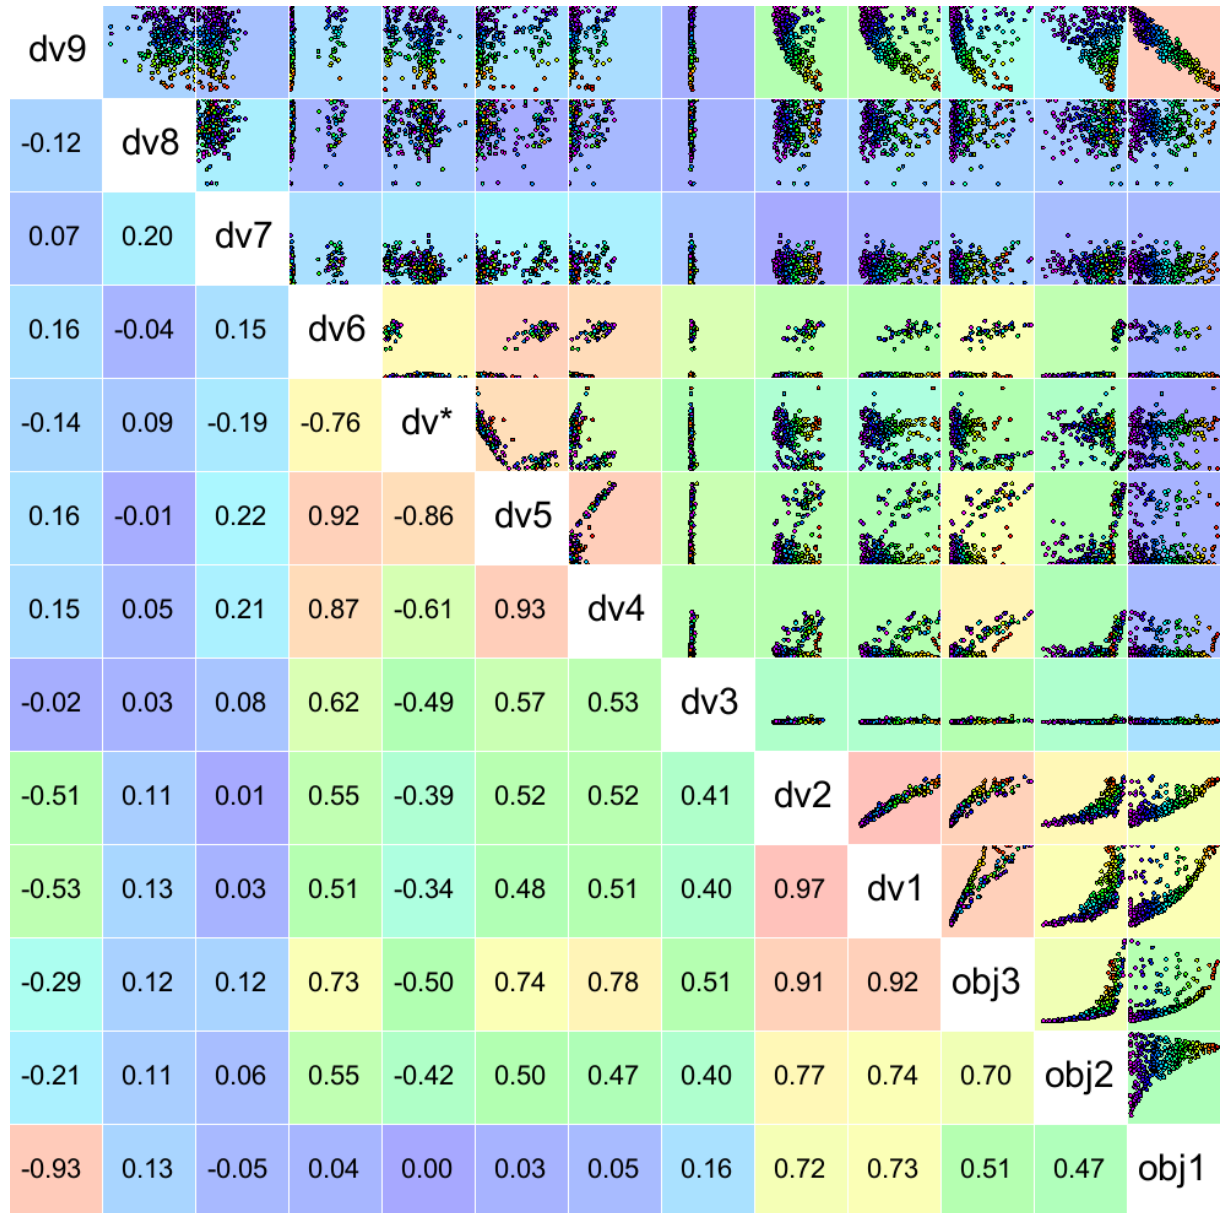 dv9
-0.12 dv8
0.07 0.20 dv7
0.16 -0.04 0.15 dv6
-0.14 0.09 -0.19 -0.76 dv*
0.16 -0.01 0.22 0.92 -0.86 dv5
0.15 0.05 0.21 0.87 -0.61 0.93 dv4
-0.02 0.03 0.08 0.62 -0.49 0.57 0.53 dv3
-0.51 0.11 0.01 0.55 -0.39 0.52 0.52 0.41 dv2
-0.53 0.13 0.03 0.51 -0.34 0.48 0.51 0.40 0.97 dv1
-0.29 0.12 0.12 0.73 -0.50 0.74 0.78 0.51 0.91 0.92 obj3
-0.21 0.11 0.06 0.55 -0.42 0.50 0.47 0.40 0.77 0.74 0.70 obj2
-0.93 0.13 -0.05 0.04 0.00 0.03 0.05 0.16 0.72 0.73 0.51 0.47 obj1